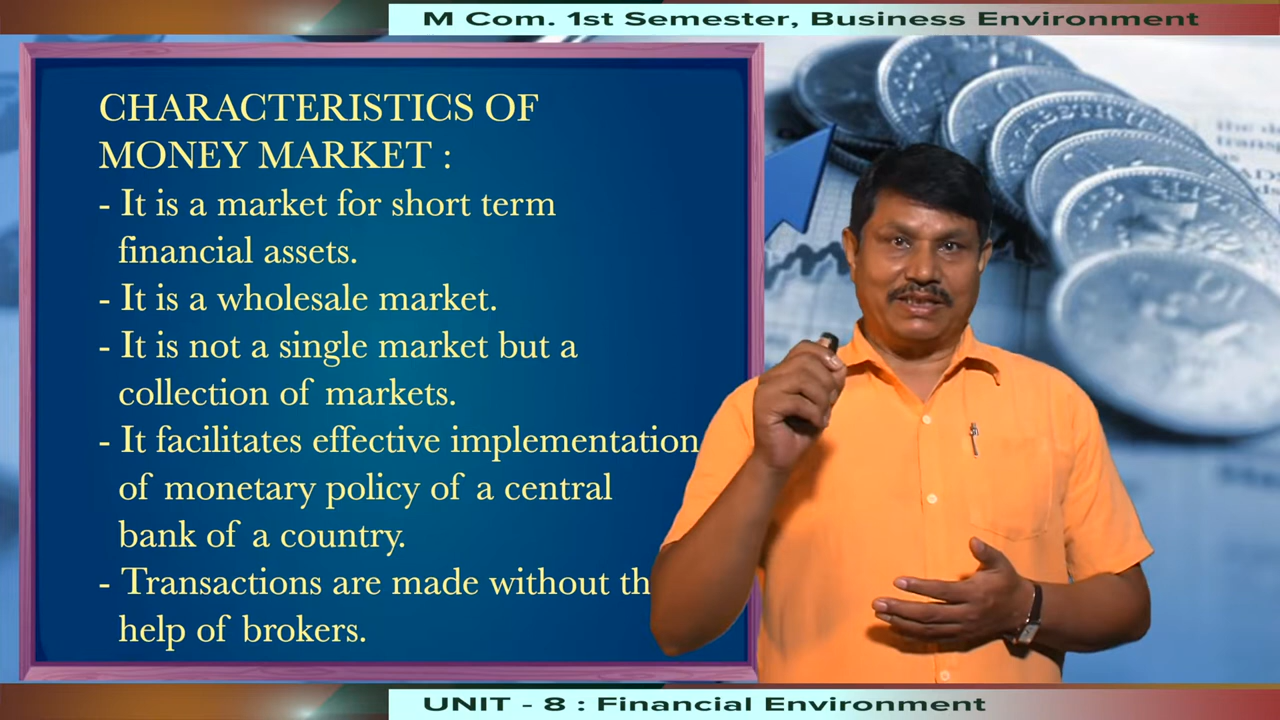 M Com. 1st Semester, Business Environment
CHARACTERISTICS OF
MONEY MARKET :
- It is a market for short term
financial assets.
- It is a wholesale market.
- It is not a single market but a
collection of markets.
- It facilitates effective implementation
of monetary policy of a central
bank of a country.
- Transactions are made without th
help of brokers.
UNIT - 8 : Financial Environment